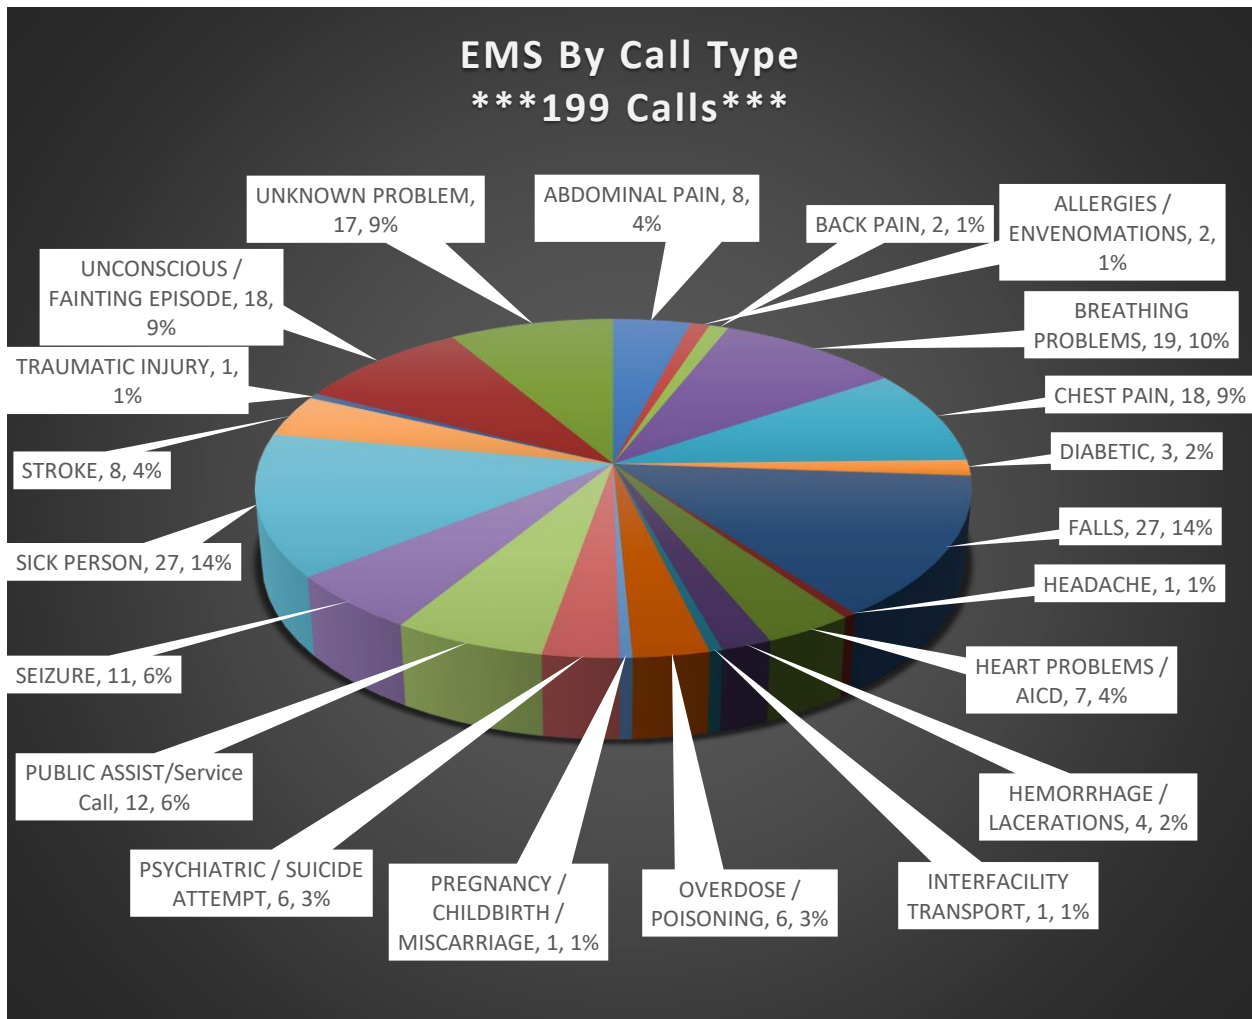 EMS By Call Type
***199 Calls***
UNKNOWN PROBLEM,
17, 9%
ABDOMINAL PAIN, 8,
4%
BACK PAIN, 2, 1%
ALLERGIES /
ENVENOMATIONS, 2,
1%
UNCONSCIOUS /
FAINTING EPISODE, 18,
9%
BREATHING
PROBLEMS, 19, 10%
TRAUMATIC INJURY, 1,
1%
CHEST PAIN, 18, 9%
STROKE, 8, 4%
DIABETIC, 3, 2%
FALLS, 27, 14%
SICK PERSON, 27, 14%
HEADACHE, 1, 1%
SEIZURE, 11, 6%
HEART PROBLEMS /
AICD, 7, 4%
PUBLIC ASSIST/Service
Call, 12, 6%
HEMORRHAGE /
LACERATIONS, 4, 2%
PSYCHIATRIC / SUICIDE
ATTEMPT, 6, 3%
PREGNANCY /
CHILDBIRTH /
MISCARRIAGE, 1, 1%
OVERDOSE /
POISONING, 6, 3%
INTERFACILITY
TRANSPORT, 1, 1%